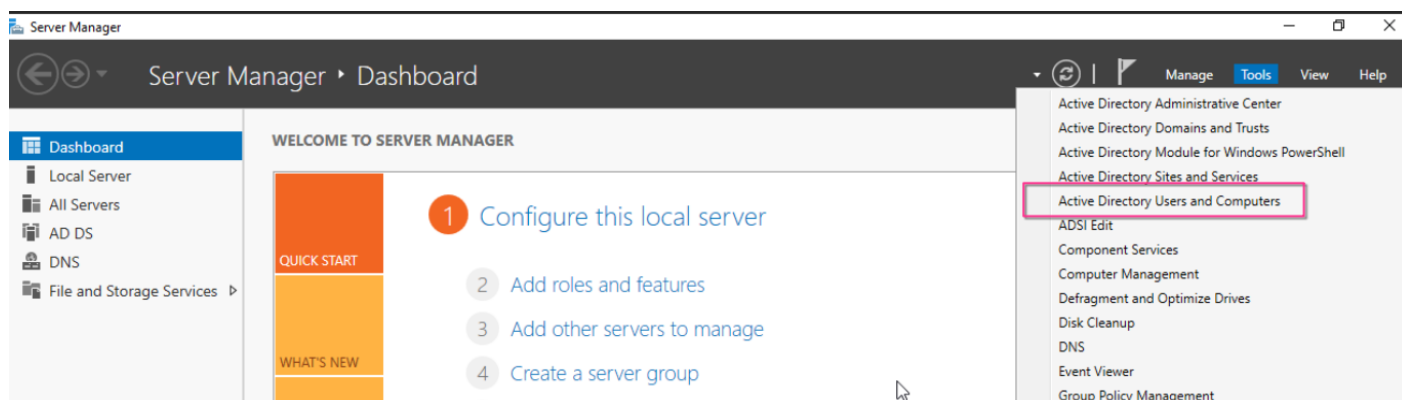 Server Manager
Server Manager ‣ Dashboard
Manage Tools View Help
Dashboard
Local Server
All Servers
AD DS
DNS
File and Storage Services
WELCOME TO SERVER MANAGER
QUICK START
WHAT'S NEW
1 Configure this local server
2 Add roles and features
3 Add other servers to manage
4 Create a server group
Active Directory Administrative Center
Active Directory Domains and Trusts
Active Directory Module for Windows PowerShell
Active Directory Sites and Services
Active Directory Users and Computers
ADSI Edit
Component Services
Computer Management
Defragment and Optimize Drives
Disk Cleanup
DNS
Event Viewer
Group Policy Management